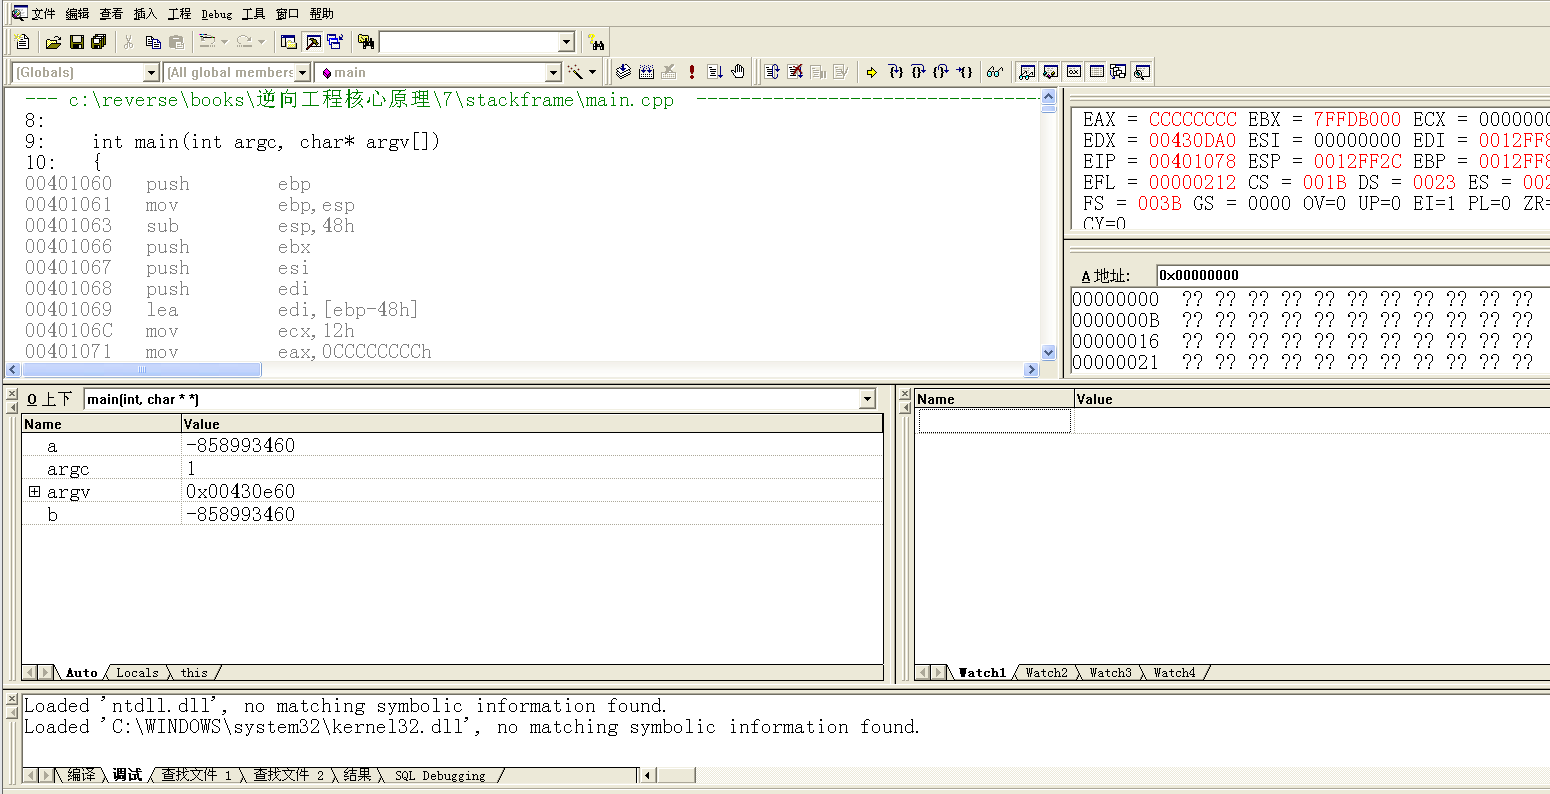 文件 编辑 查看 插入 工程 Debug 工具 窗口 帮助
(Globals) (All global members main
--- c:\reverse\books\逆向工程核心原理\7\stackframe\main.cpp --------------------------------
8:
9: int main(int argc, char* argv[])
10: {
00401060 push ebp
00401061 mov ebp,esp
00401063 sub esp,48h
00401066 push ebx
00401067 push esi
00401068 push edi
00401069 lea edi,[ebp-48h]
0040106C mov ecx,12h
00401071 mov eax,0CCCCCCCCh
EAX = CCCCCCCC EBX = 7FFDB000 ECX = 0000000
EDX = 00430DA0 ESI = 00000000 EDI = 0012FF8
EIP = 00401078 ESP = 0012FF2C EBP = 0012FF8
EFL = 00000212 CS = 001B DS = 0023 ES = 002
FS = 003B GS = 0000 OV=0 UP=0 EI=1 PL=0 ZR=
CY=0
A 地址: 0x00000000
00000000 ?? ?? ?? ?? ?? ?? ?? ?? ?? ?? ??
0000000B ?? ?? ?? ?? ?? ?? ?? ?? ?? ?? ??
00000016 ?? ?? ?? ?? ?? ?? ?? ?? ?? ?? ??
00000021 ?? ?? ?? ?? ?? ?? ?? ?? ?? ?? ??
O 上下 main(int, char * *)
Name Value
a -858993460
argc 1
argv 0x00430e60
b -858993460
Auto Locals this
Name Value
Watch1 Watch2 Watch3 Watch4
Loaded 'ntdll.dll', no matching symbolic information found.
Loaded 'C:\WINDOWS\system32\kernel32.dll', no matching symbolic information found.
编译 调试 查找文件 1 查找文件 2 结果 SQL Debugging